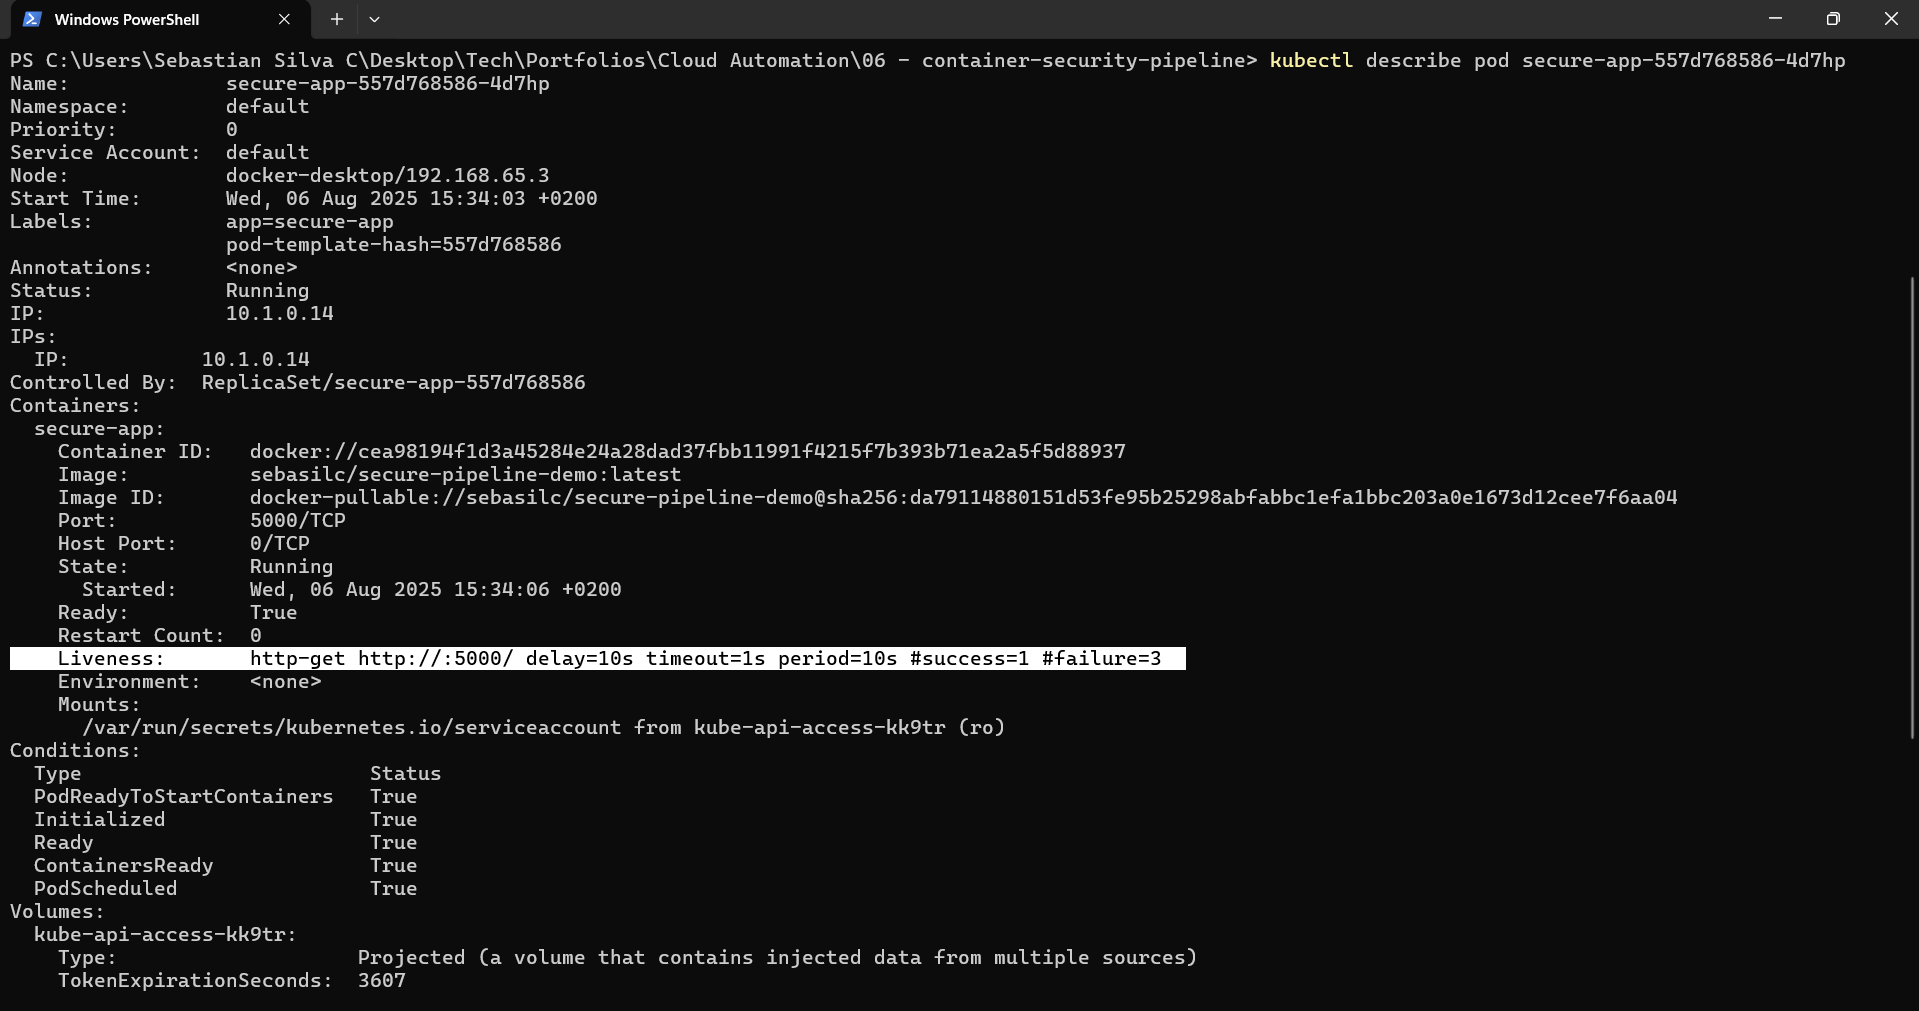 Windows PowerShell
PS C:\Users\Sebastian Silva C\Desktop\Tech\Portfolios\Cloud Automation\06 - container-security-pipeline> kubectl describe pod secure-app-557d768586-4d7hp
Name:             secure-app-557d768586-4d7hp
Namespace:        default
Priority:         0
Service Account:  default
Node:             docker-desktop/192.168.65.3
Start Time:       Wed, 06 Aug 2025 15:34:03 +0200
Labels:           app=secure-app
                  pod-template-hash=557d768586
Annotations:      <none>
Status:           Running
IP:               10.1.0.14
IPs:
  IP:           10.1.0.14
Controlled By:  ReplicaSet/secure-app-557d768586
Containers:
  secure-app:
    Container ID:   docker://cea98194f1d3a45284e24a28dad37fbb11991f4215f7b393b71ea2a5f5d88937
    Image:          sebasilc/secure-pipeline-demo:latest
    Image ID:       docker-pullable://sebasilc/secure-pipeline-demo@sha256:da79114880151d53fe95b25298abfabbc1efa1bbc203a0e1673d12cee7f6aa04
    Port:           5000/TCP
    Host Port:      0/TCP
    State:          Running
      Started:      Wed, 06 Aug 2025 15:34:06 +0200
    Ready:          True
    Restart Count:  0
    Liveness:       http-get http://:5000/ delay=10s timeout=1s period=10s #success=1 #failure=3
    Environment:    <none>
    Mounts:
      /var/run/secrets/kubernetes.io/serviceaccount from kube-api-access-kk9tr (ro)
Conditions:
  Type                        Status
  PodReadyToStartContainers   True
  Initialized                 True
  Ready                       True
  ContainersReady             True
  PodScheduled                True
Volumes:
  kube-api-access-kk9tr:
    Type:                    Projected (a volume that contains injected data from multiple sources)
    TokenExpirationSeconds:  3607